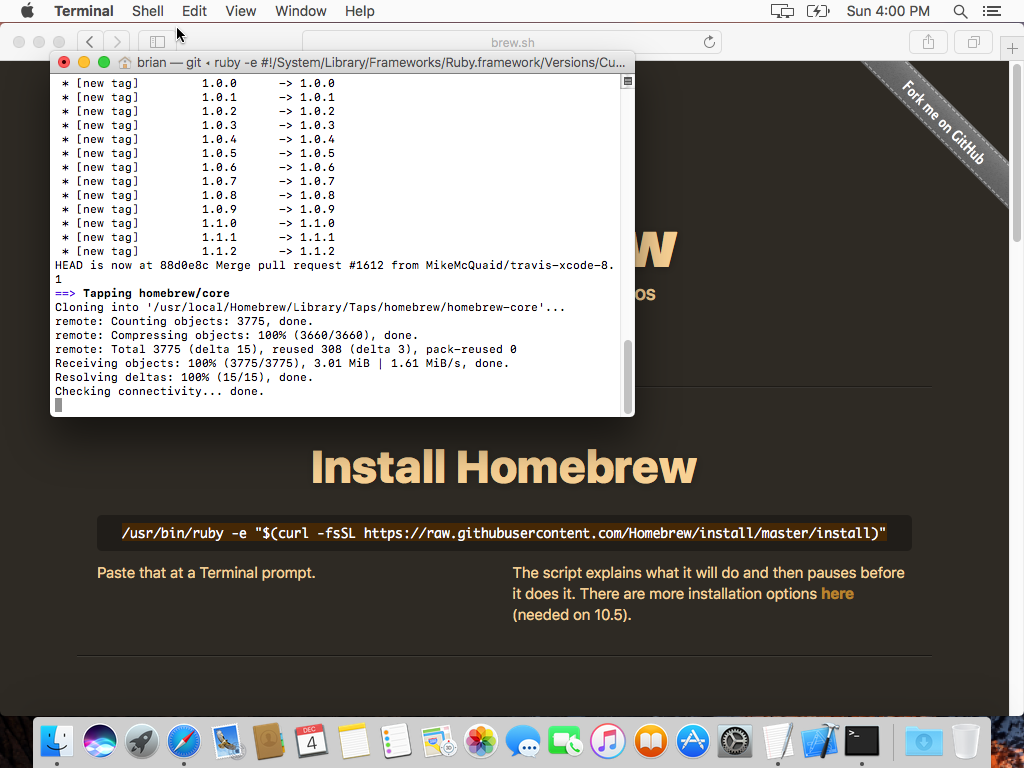 Terminal Shell Edit View Window Help Sun 4:00 PM
brew.sh
brian — git ◂ ruby -e #!/System/Library/Frameworks/Ruby.framework/Versions/Cu...
* [new tag] 1.0.0 -> 1.0.0
* [new tag] 1.0.1 -> 1.0.1
* [new tag] 1.0.2 -> 1.0.2
* [new tag] 1.0.3 -> 1.0.3
* [new tag] 1.0.4 -> 1.0.4
* [new tag] 1.0.5 -> 1.0.5
* [new tag] 1.0.6 -> 1.0.6
* [new tag] 1.0.7 -> 1.0.7
* [new tag] 1.0.8 -> 1.0.8
* [new tag] 1.0.9 -> 1.0.9
* [new tag] 1.1.0 -> 1.1.0
* [new tag] 1.1.1 -> 1.1.1
* [new tag] 1.1.2 -> 1.1.2
HEAD is now at 88d0e8c Merge pull request #1612 from MikeMcQuaid/travis-xcode-8.
1
==> Tapping homebrew/core
Cloning into '/usr/local/Homebrew/Library/Taps/homebrew/homebrew-core'...
remote: Counting objects: 3775, done.
remote: Compressing objects: 100% (3660/3660), done.
remote: Total 3775 (delta 15), reused 308 (delta 3), pack-reused 0
Receiving objects: 100% (3775/3775), 3.01 MiB | 1.61 MiB/s, done.
Resolving deltas: 100% (15/15), done.
Checking connectivity... done.
Fork me on GitHub
w
os
Install Homebrew
/usr/bin/ruby -e "$(curl -fsSL https://raw.githubusercontent.com/Homebrew/install/master/install)"
Paste that at a Terminal prompt.
The script explains what it will do and then pauses before
it does it. There are more installation options here
(needed on 10.5).
DEC
4